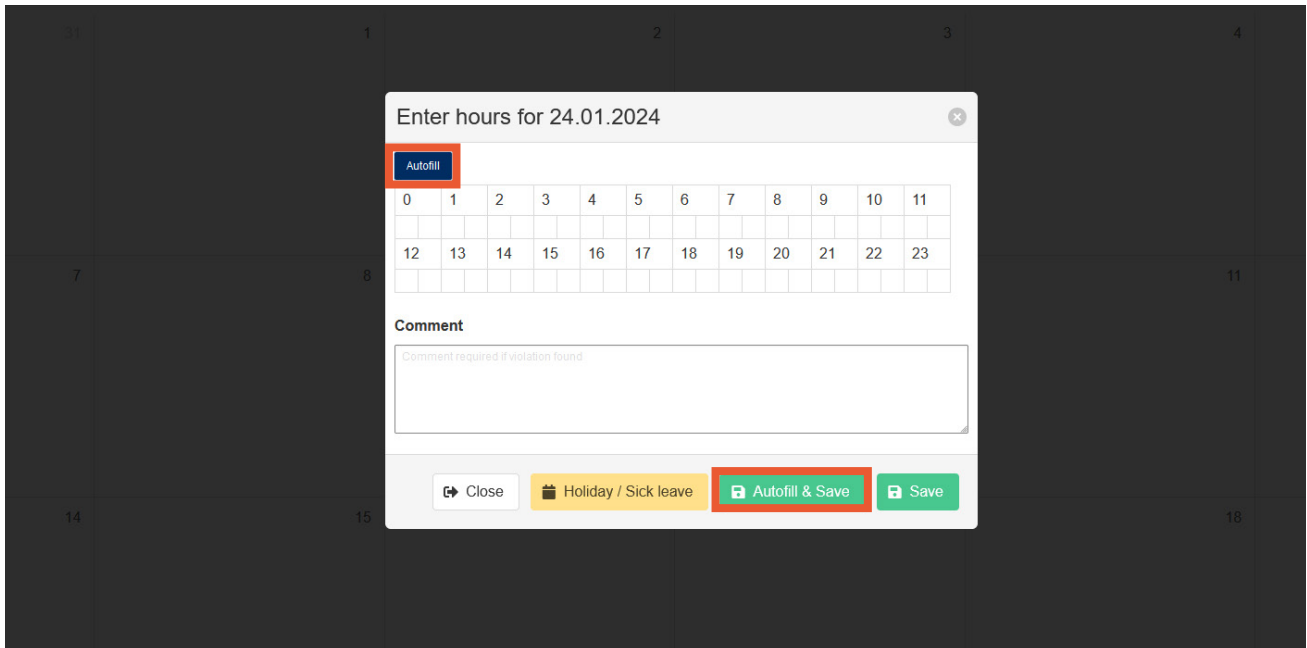 31 1 2 3 4
Enter hours for 24.01.2024
Autofill
0 1 2 3 4 5 6 7 8 9 10 11
12 13 14 15 16 17 18 19 20 21 22 23
7 8 11
Comment
Comment required if violation found
Close Holiday / Sick leave Autofill & Save Save
14 15 18